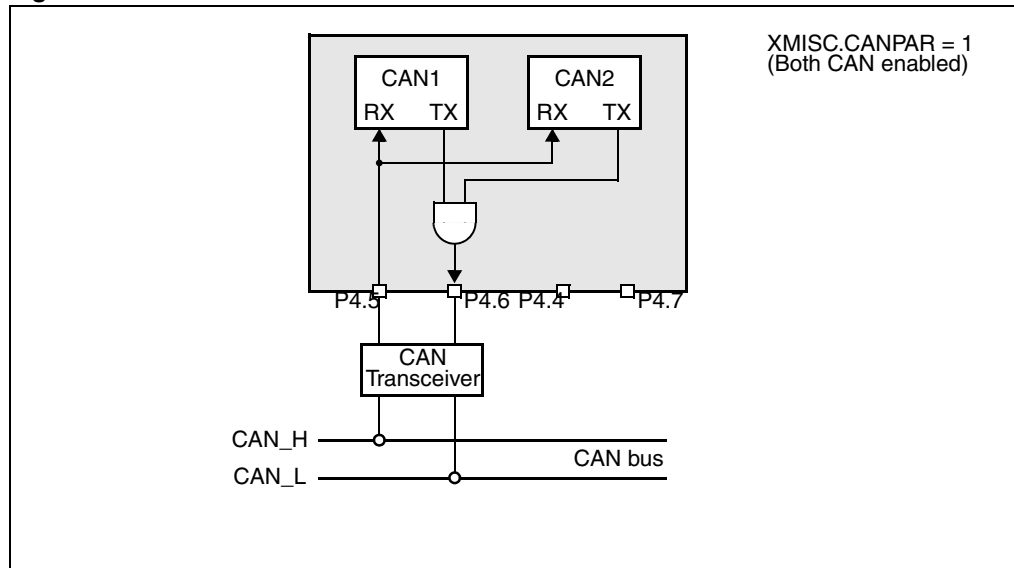 XMISC.CANPAR = 1
(Both CAN enabled)
CAN1
CAN2
RX TX
RX TX
P4.5
P4.6
P4.4
P4.7
CAN
Transceiver
CAN_H
CAN bus
CAN_L